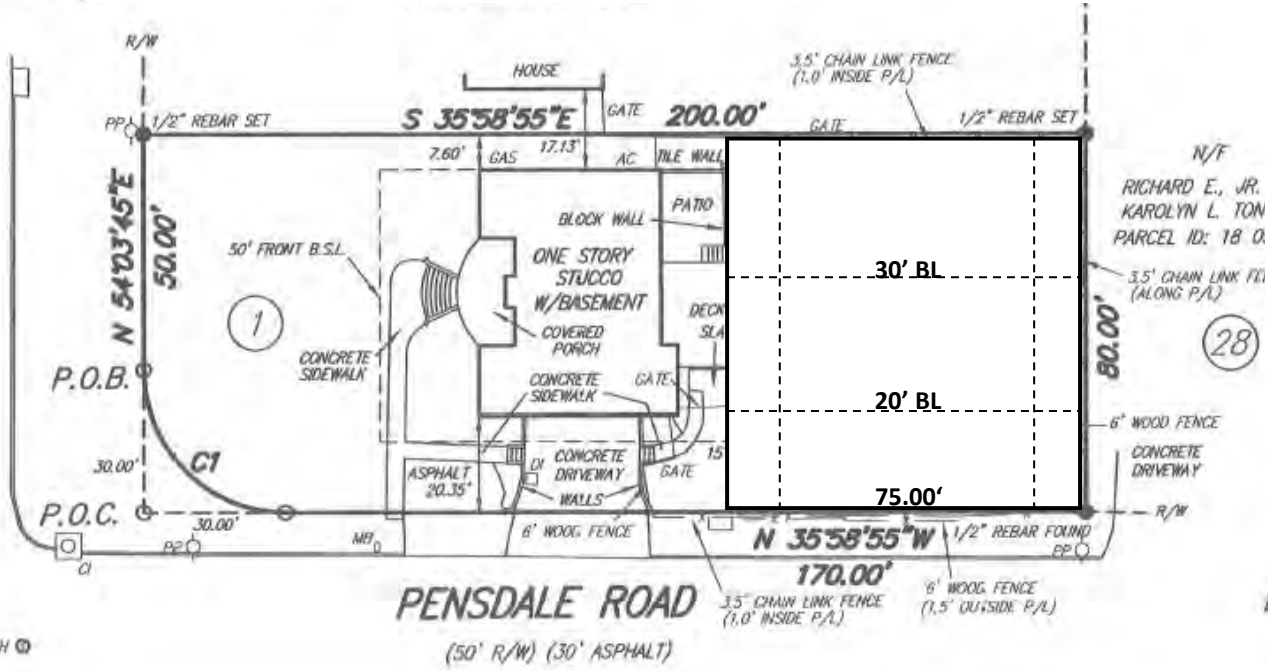 R/W
HOUSE
3.5' CHAIN LINK FENCE
(1.0' INSIDE P/L)
PP
1/2" REBAR SET
S 35°58'55"E
GATE
200.00'
GATE
1/2" REBAR SET
7.60'
GAS
17.13'
AC
TILE WALL
N/F
RICHARD E., JR.
KAROLYN L. TON
PARCEL ID: 18 0
N 54°03'45"E
50.00'
50' FRONT B.S.L.
BLOCK WALL
PATIO
ONE STORY
STUCCO
W/BASEMENT
30' BL
3.5' CHAIN LINK FE
(ALONG P/L)
1
COVERED
PORCH
DECK
SLA
80.00'
28
CONCRETE
SIDEWALK
P.O.B.
CONCRETE
SIDEWALK
GATE
20' BL
6' WOOD FENCE
CONCRETE
DRIVEWAY
C1
30.00'
ASPHALT
20.35'
DI
CONCRETE
DRIVEWAY
GATE
15
WALLS
75.00'
P.O.C.
30.00'
R/W
PP
MB
6' WOOD FENCE
N 35°58'55"W
1/2" REBAR FOUND
PP
CI
170.00'
PENSDALE ROAD
3.5' CHAIN LINK FENCE
(1.0' INSIDE P/L)
6' WOOD FENCE
(1.5' OUTSIDE P/L)
(50' R/W) (30' ASPHALT)
H